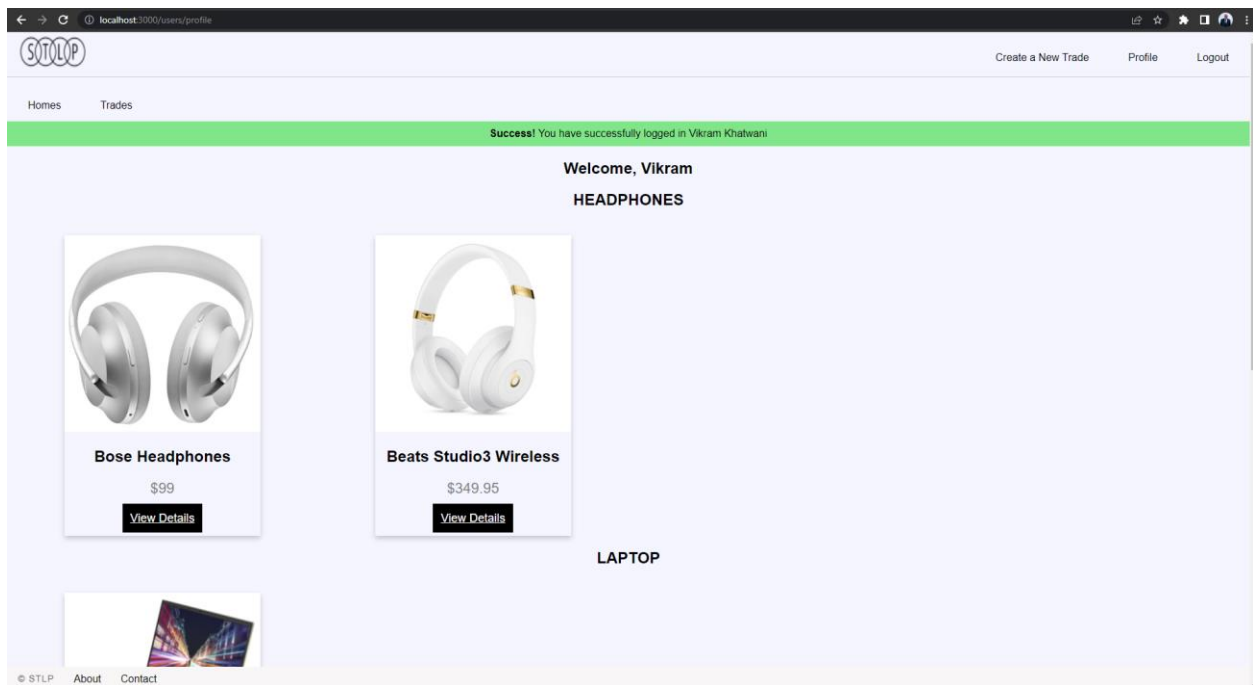 localhost:3000/users/profile
STLP
Create a New Trade Profile Logout
Homes Trades
Success! You have successfully logged in Vikram Khatwani
Welcome, Vikram
HEADPHONES
Bose Headphones Beats Studio3 Wireless
$99 $349.95
View Details View Details
LAPTOP
© STLP About Contact